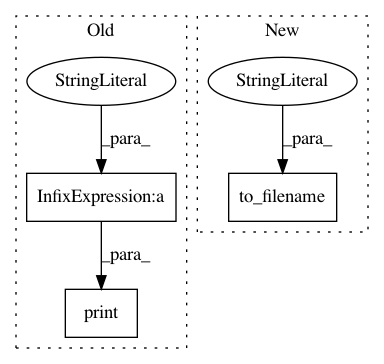 Old
New
StringLiteral
StringLiteral
_para_
_para_
InfixExpression:a
to_filename
_para_
print